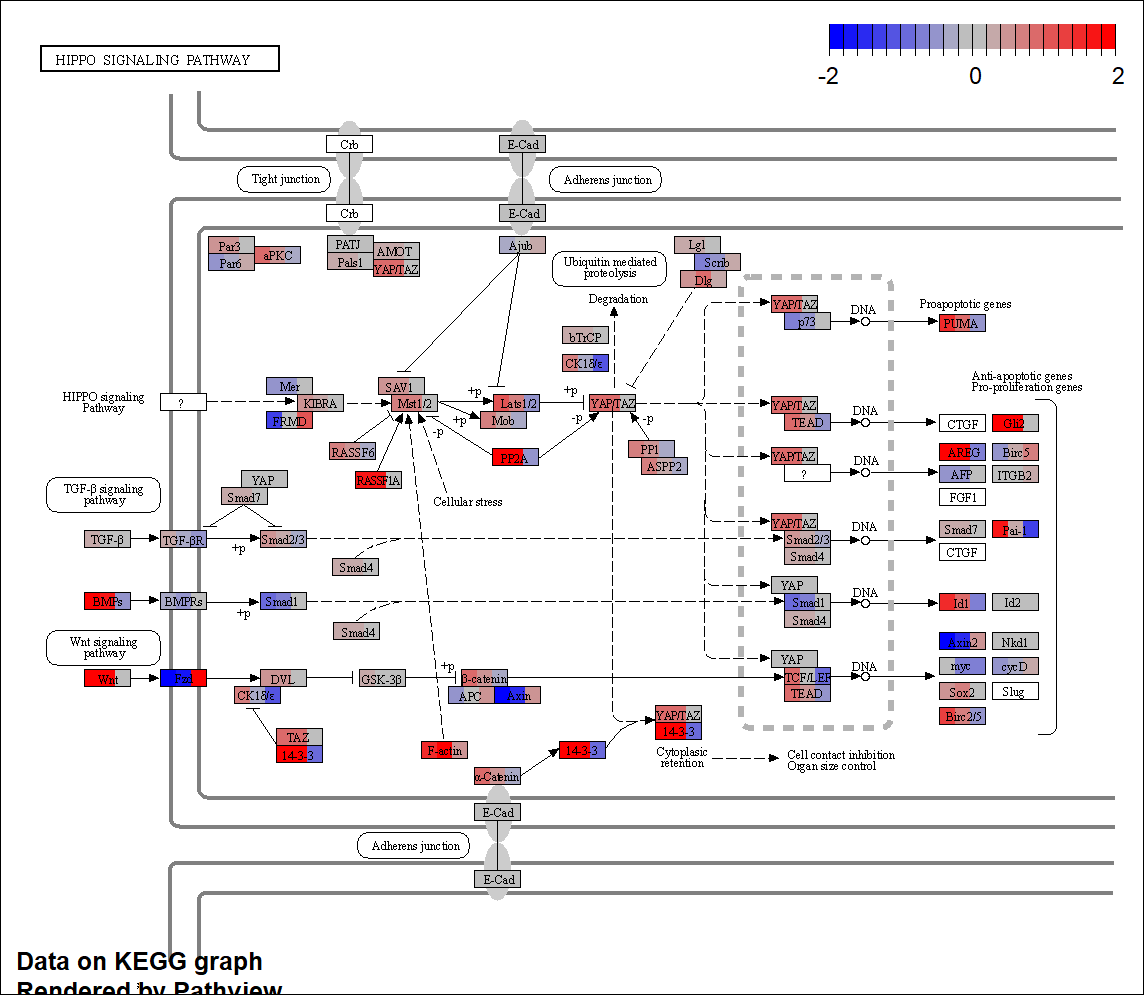 HIPPO SIGNALING PATHWAY
-2 0 2
Crb
E-Cad
Tight junction
Adherens junction
Crb
E-Cad
Par3
Par6
aPKC
PATJ
Pals1
AMOT
YAP/TAZ
Ajub
Lgl
Scrib
Dlg
Ubiquitin mediated
proteolysis
Degradation
bTrCP
CK1δ/ε
YAP/TAZ
p73
DNA
Proapoptotic genes
PUMA
HIPPO signaling
Pathway
?
Mer
KIBRA
FRMD
SAV1
Mst1/2
+p
+p
-p
Lats1/2
Mob
+p
-p
YAP/TAZ
-p
RASSF6
RASSF1A
PP2A
PP1
ASPP2
Cellular stress
YAP/TAZ
TEAD
DNA
YAP/TAZ
?
DNA
Anti-apoptotic genes
Pro-proliferation genes
CTGF
Gli2
AREG
Birc5
AFP
ITGB2
FGF1
TGF-β signaling
pathway
YAP
Smad7
TGF-β
TGF-βR
+p
Smad2/3
Smad4
YAP/TAZ
Smad2/3
Smad4
DNA
Smad7
Pai-1
CTGF
BMPs
BMPRs
+p
Smad1
Smad4
YAP
Smad1
Smad4
DNA
Id1
Id2
Wnt signaling
pathway
Wnt
Fzd
DVL
CK1δ/ε
GSK-3β
+p
β-catenin
APC
Axin
YAP
TCF/LEF
TEAD
DNA
Axin2
Nkd1
myc
cycD
Sox2
Slug
Birc2/5
TAZ
14-3-3
F-actin
14-3-3
YAP/TAZ
14-3-3
Cytoplasic
retention
Cell contact inhibition
Organ size control
α-Catenin
E-Cad
Adherens junction
E-Cad
Data on KEGG graph
Rendered by Pathview